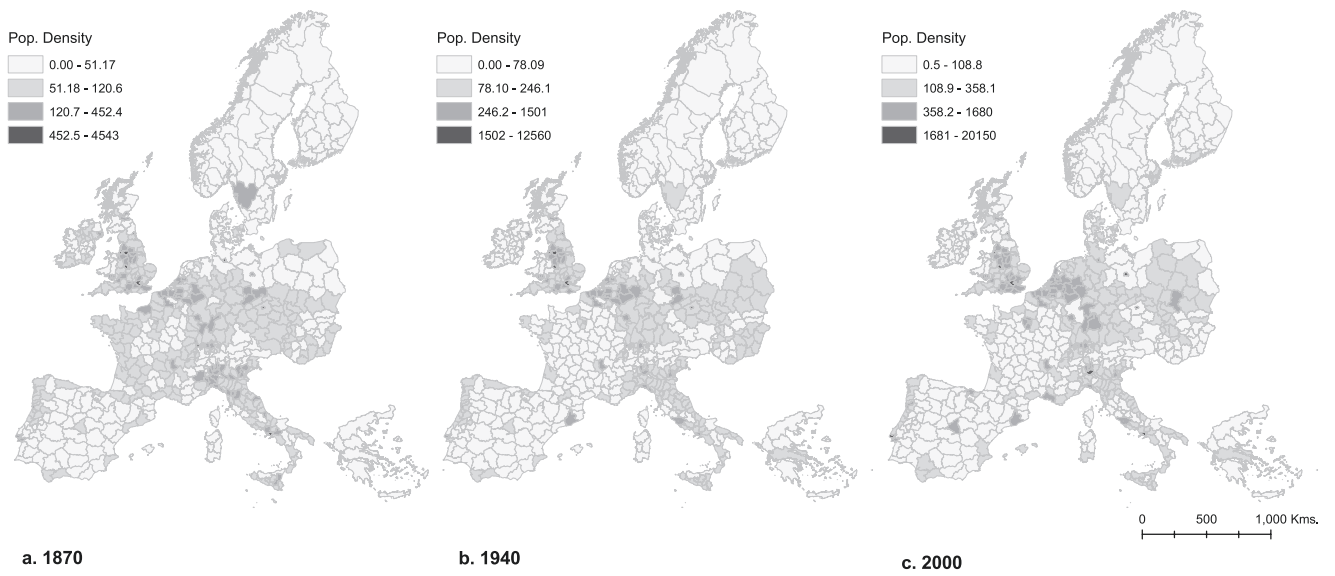 Pop. Density
0.00 - 51.17
51.18 - 120.6
120.7 - 452.4
452.5 - 4543
a. 1870
Pop. Density
0.00 - 78.09
78.10 - 246.1
246.2 - 1501
1502 - 12560
b. 1940
Pop. Density
0.5 - 108.8
108.9 - 358.1
358.2 - 1680
1681 - 20150
0 500 1,000 Kms.
c. 2000